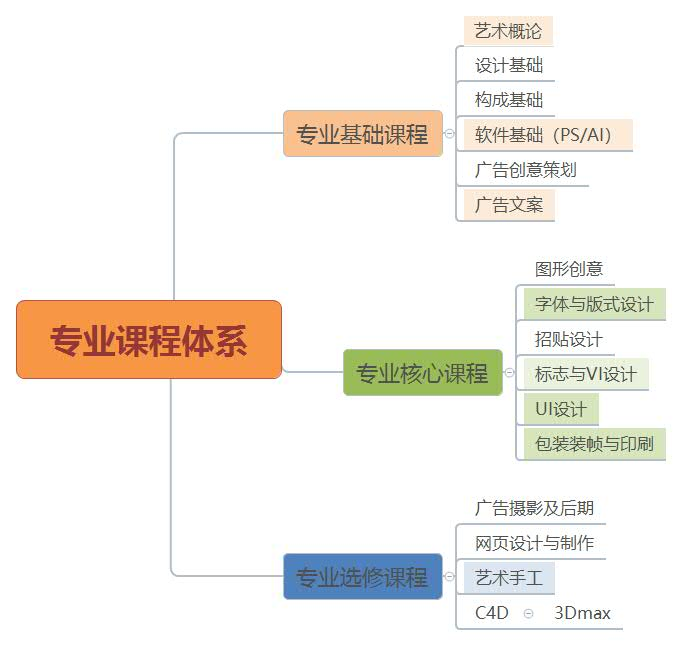 专业课程体系
专业基础课程
艺术概论
设计基础
构成基础
软件基础（PS/AI）
广告创意策划
广告文案
专业核心课程
图形创意
字体与版式设计
招贴设计
标志与VI设计
UI设计
包装装帧与印刷
专业选修课程
广告摄影及后期
网页设计与制作
艺术手工
C4D 3Dmax